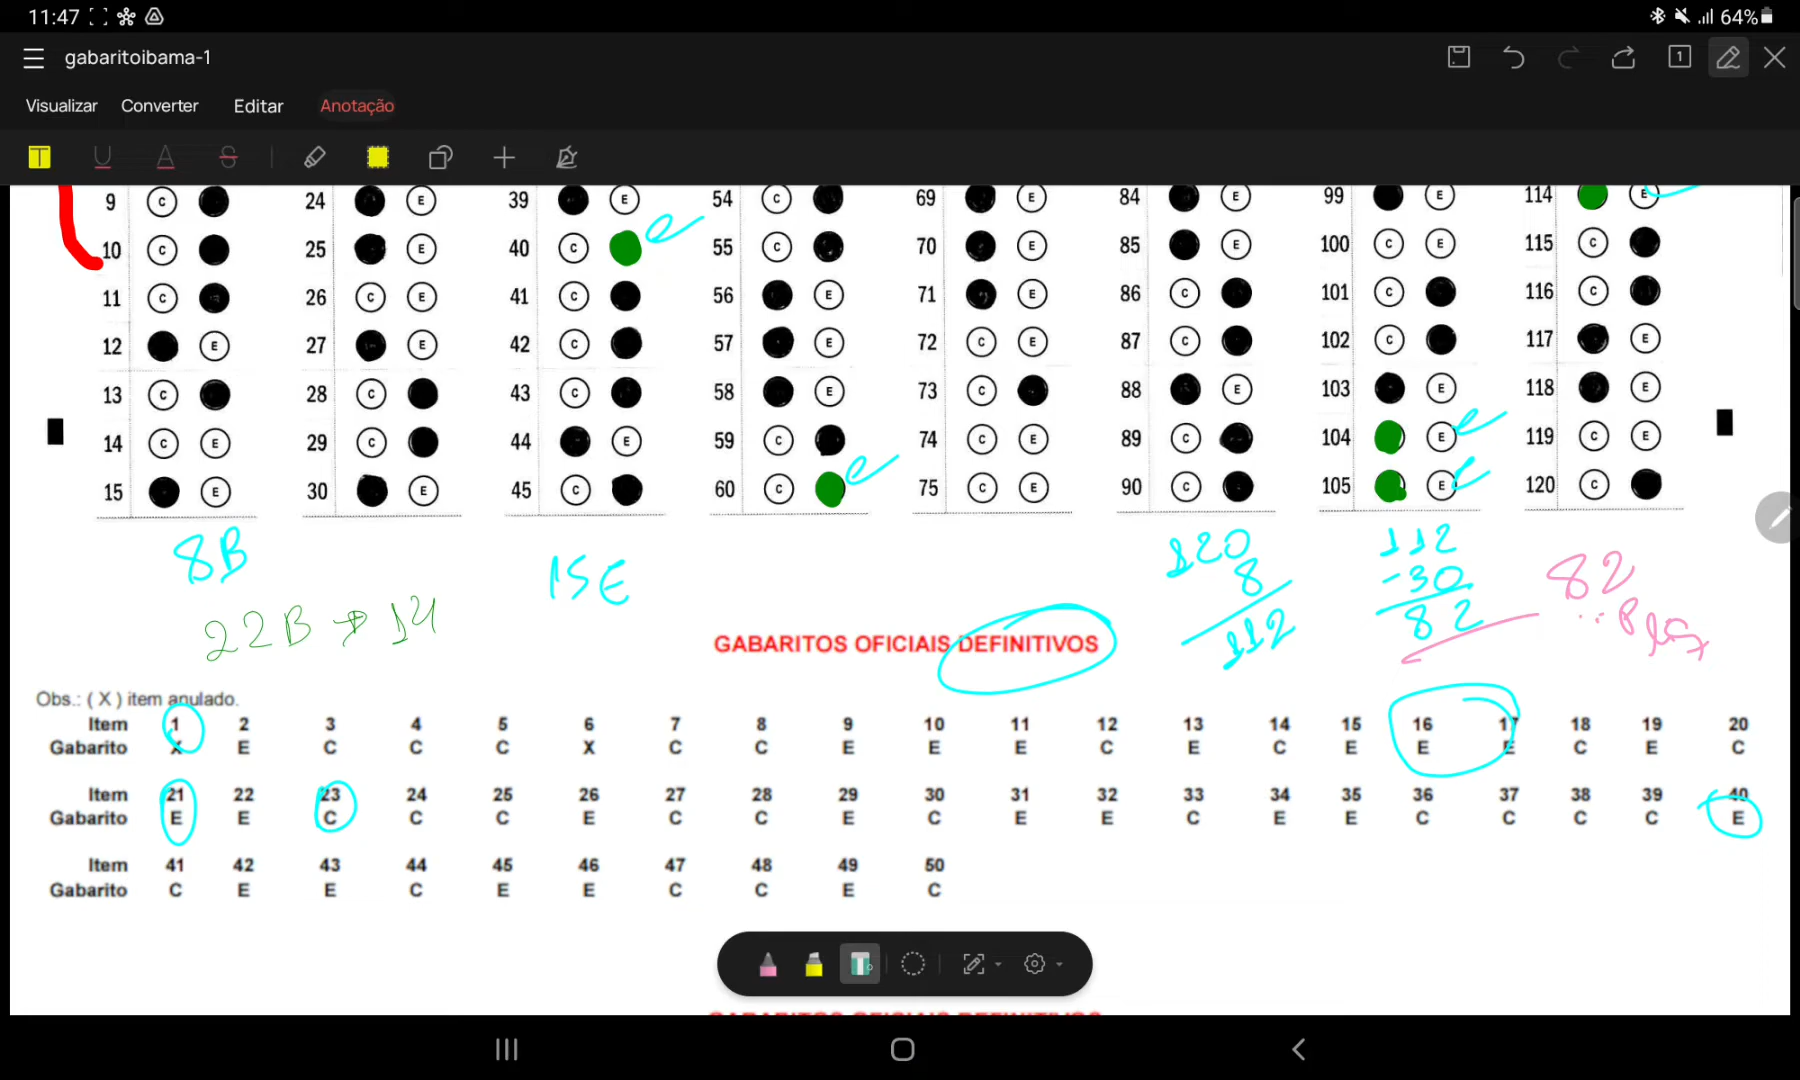 11:47 64%
gabaritoibama-1
1
Visualizar Converter Editar Anotação
T U A S
9 C 24 E 39 E 54 C 69 E 84 E 99 E 114 E
10 C 25 E 40 C e 55 C 70 E 85 E 100 C E 115 C
11 C 26 C E 41 C 56 E 71 E 86 C 101 C 116 C
12 E 27 E 42 C 57 E 72 C E 87 C 102 C 117 E
13 C 28 C 43 C 58 E 73 C 88 E 103 E 118 E
14 C E 29 C 44 E 59 C 74 C E 89 C 104 E e 119 C E
15 E 30 E 45 C 60 C e 75 C E 90 C 105 E 120 C
8B 15E 120 112 82
8 -30
112 82
22B → 14
GABARITOS OFICIAIS DEFINITIVOS
Obs.: ( X ) item anulado.
Item 1 2 3 4 5 6 7 8 9 10 11 12 13 14 15 16 17 18 19 20
Gabarito X E C C C X C C E E E C E C E E E C E C
Item 21 22 23 24 25 26 27 28 29 30 31 32 33 34 35 36 37 38 39 40
Gabarito E E C C C E C C E C E E C E E C C C C E
Item 41 42 43 44 45 46 47 48 49 50
Gabarito C E E C E E C C E C